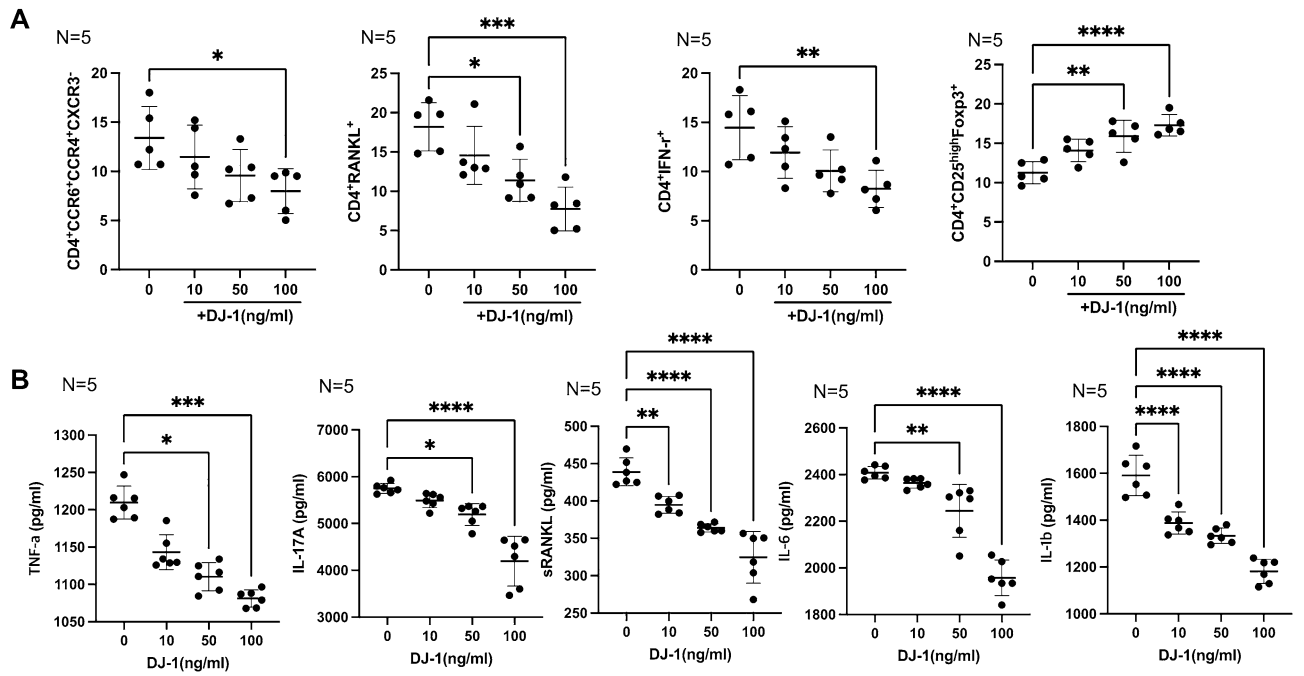 A
N=5
*
CD4⁺CCR6⁺CCR4⁺CXCR3⁻
20
15
10
5
0
0 10 50 100
+DJ-1(ng/ml)
N=5
***
*
CD4⁺RANKL⁺
25
20
15
10
5
0
0 10 50 100
+DJ-1(ng/ml)
N=5
**
CD4⁺IFN-r⁺
20
15
10
5
0
0 10 50 100
+DJ-1(ng/ml)
N=5
****
**
CD4⁺CD25ʰⁱᵍʰFoxp3⁺
25
20
15
10
5
0
0 10 50 100
+DJ-1(ng/ml)
B
N=5
***
*
TNF-a (pg/ml)
1300
1250
1200
1150
1100
1050
0 10 50 100
DJ-1(ng/ml)
N=5
****
*
IL-17A (pg/ml)
7000
6000
5000
4000
3000
0 10 50 100
DJ-1(ng/ml)
N=5
****
****
**
sRANKL (pg/ml)
500
450
400
350
300
250
0 10 50 100
DJ-1(ng/ml)
N=5
****
**
IL-6 (pg/ml)
2600
2400
2200
2000
1800
0 10 50 100
DJ-1(ng/ml)
N=5
****
****
****
IL-1b (pg/ml)
1800
1600
1400
1200
1000
0 10 50 100
DJ-1(ng/ml)